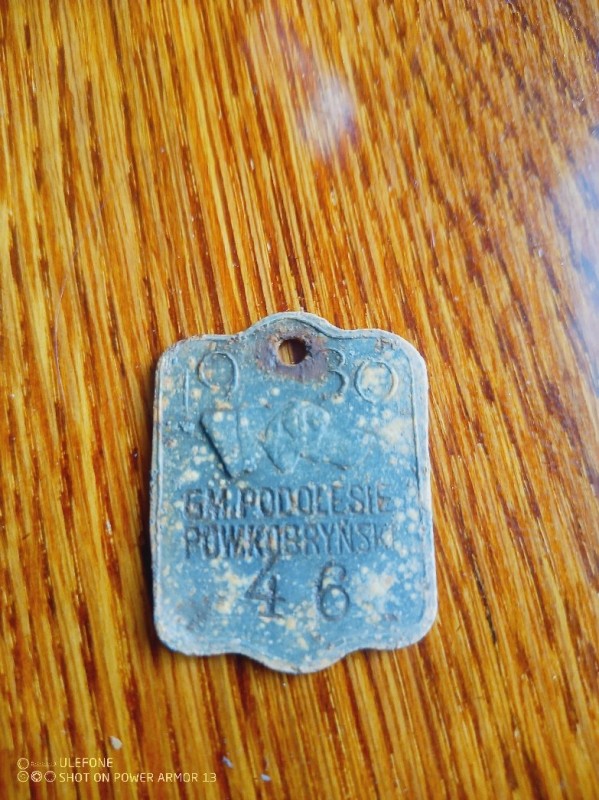 1930
GM.PODOLESIE
POW.KOBRYŃSKI
46
ULEFONE
SHOT ON POWER ARMOR 13